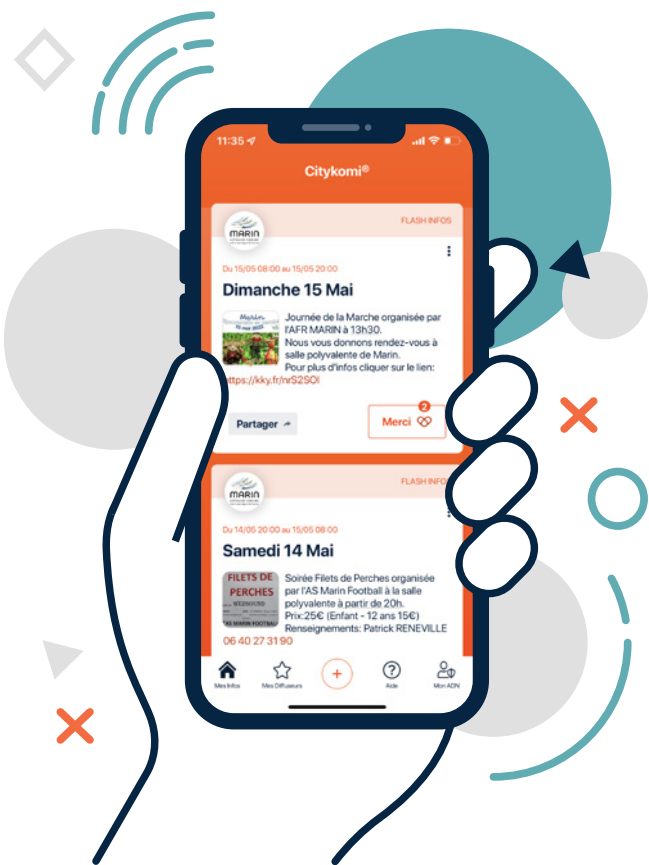 11:35
Citykomi®
MARIN
FLASH INFOS
Du 15/05 08:00 au 15/05 20:00
Dimanche 15 Mai
Marin
Journée de la Marche organisée par
l'AFR MARIN à 13h30.
Nous vous donnons rendez-vous à
salle polyvalente de Marin.
Pour plus d'infos cliquer sur le lien:
ttps://kky.fr/nrS2SOI
Partager
Merci
2
MARIN
FLASH INFOS
Du 14/05 20:00 au 15/05 08:00
Samedi 14 Mai
FILETS DE
PERCHES
AS MARIN FOOTBALL
Soirée Filets de Perches organisée
par l'AS Marin Football à la salle
polyvalente à partir de 20h.
Prix:25€ (Enfant - 12 ans 15€)
Renseignements: Patrick RENEVILLE
06 40 27 31 90
Mes Infos
Mes Diffuseurs
Aide
Mon ADN